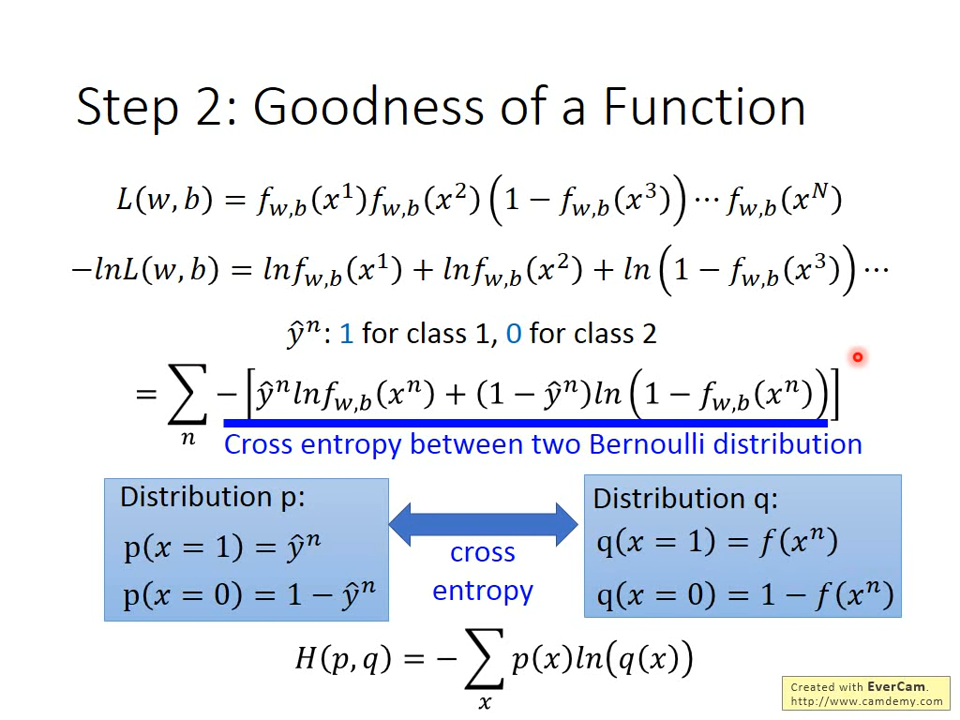 Step 2: Goodness of a Function
L(w, b) = f_{w,b}(x^1)f_{w,b}(x^2)(1 − f_{w,b}(x^3)) ⋯ f_{w,b}(x^N)
−lnL(w, b) = lnf_{w,b}(x^1) + lnf_{w,b}(x^2) + ln(1 − f_{w,b}(x^3)) ⋯
ŷ^n: 1 for class 1, 0 for class 2
= ∑_n −[ŷ^n lnf_{w,b}(x^n) + (1 − ŷ^n)ln(1 − f_{w,b}(x^n))]
Cross entropy between two Bernoulli distribution
Distribution p:
p(x = 1) = ŷ^n
p(x = 0) = 1 − ŷ^n
cross
entropy
Distribution q:
q(x = 1) = f(x^n)
q(x = 0) = 1 − f(x^n)
H(p, q) = − ∑_x p(x)ln(q(x))
Created with EverCam.
http://www.camdemy.com